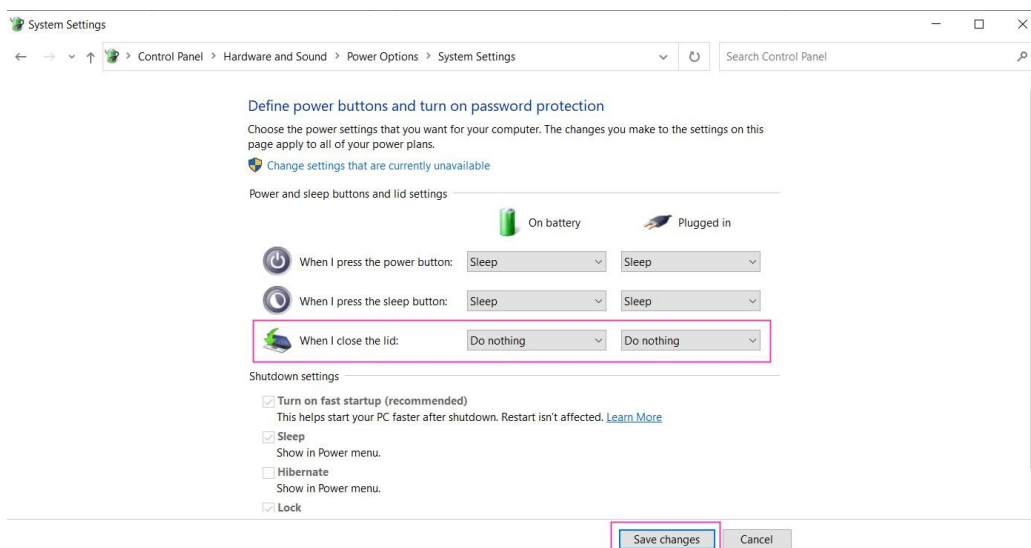 System Settings
Control Panel > Hardware and Sound > Power Options > System Settings
Search Control Panel
Define power buttons and turn on password protection
Choose the power settings that you want for your computer. The changes you make to the settings on this
page apply to all of your power plans.
Change settings that are currently unavailable
Power and sleep buttons and lid settings
On battery Plugged in
When I press the power button: Sleep Sleep
When I press the sleep button: Sleep Sleep
When I close the lid: Do nothing Do nothing
Shutdown settings
Turn on fast startup (recommended)
This helps start your PC faster after shutdown. Restart isn't affected. Learn More
Sleep
Show in Power menu.
Hibernate
Show in Power menu.
Lock
Save changes Cancel